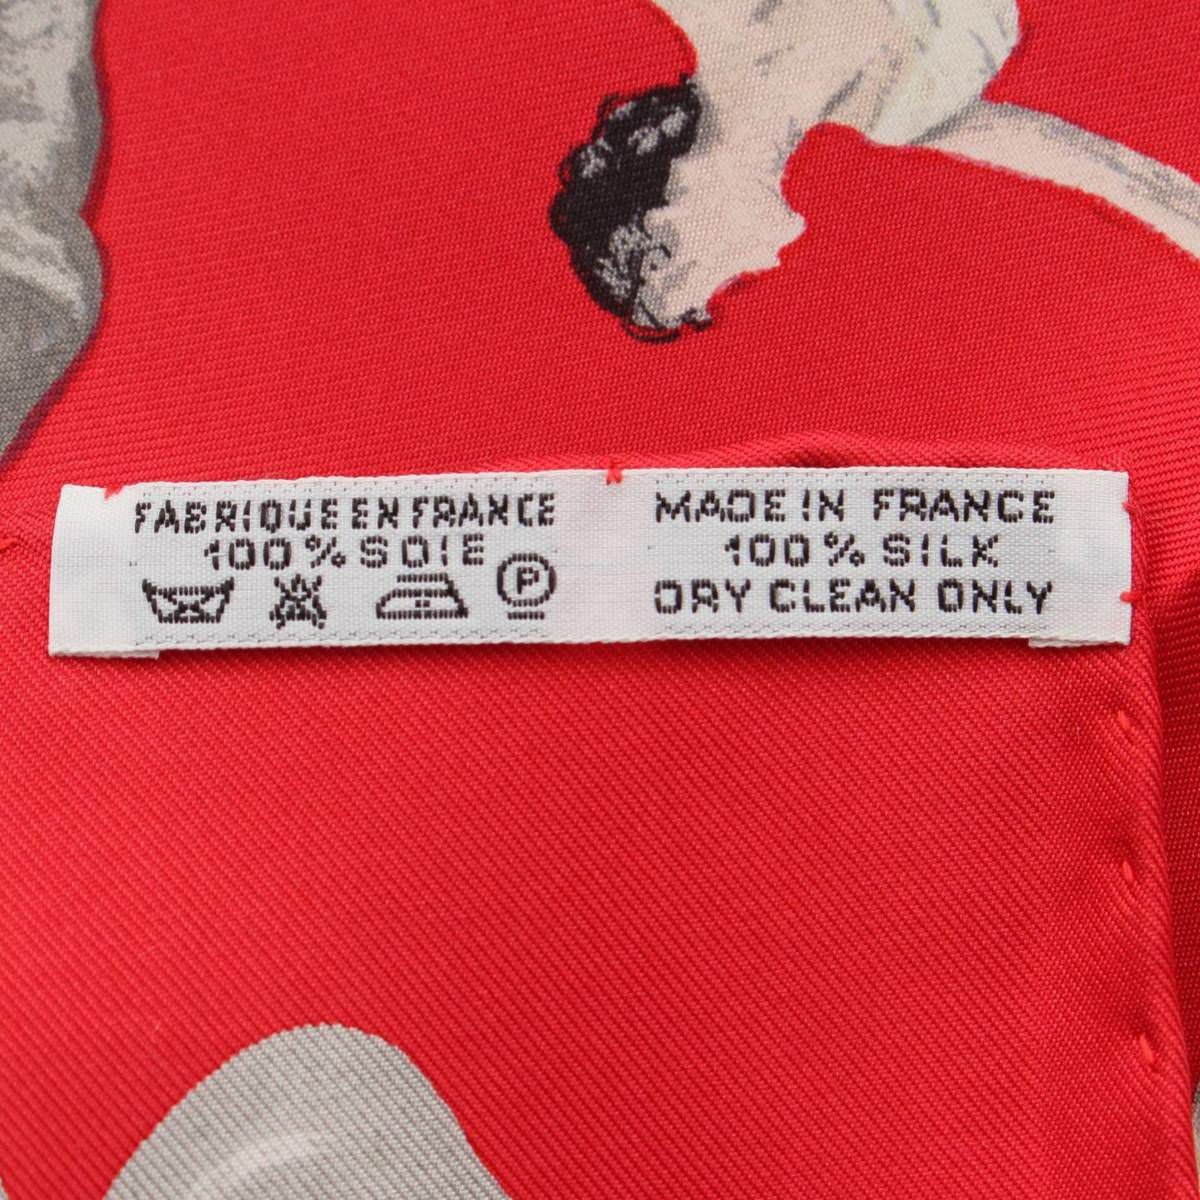 FABRIQUE EN FRANCE
100% SOIE
P
MADE IN FRANCE
100% SILK
DRY CLEAN ONLY